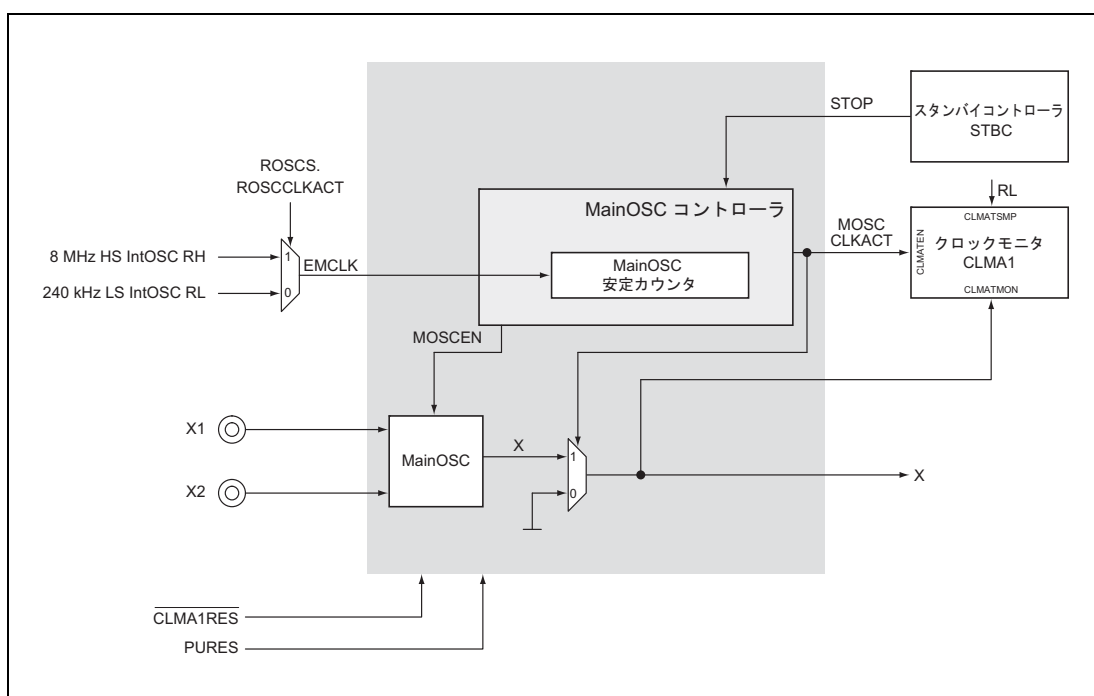 STOP
スタンバイコントローラ
STBC
ROSCS.
ROSCCLKACT
RL
MainOSC コントローラ
MOSC
CLKACT
CLMATSMP
CLMATEN
クロックモニタ
CLMA1
CLMATMON
8 MHz HS IntOSC RH
1
EMCLK
MainOSC
安定カウンタ
240 kHz LS IntOSC RL
0
MOSCEN
X1
MainOSC
X
1
X2
0
X
CLMA1RES
PURES